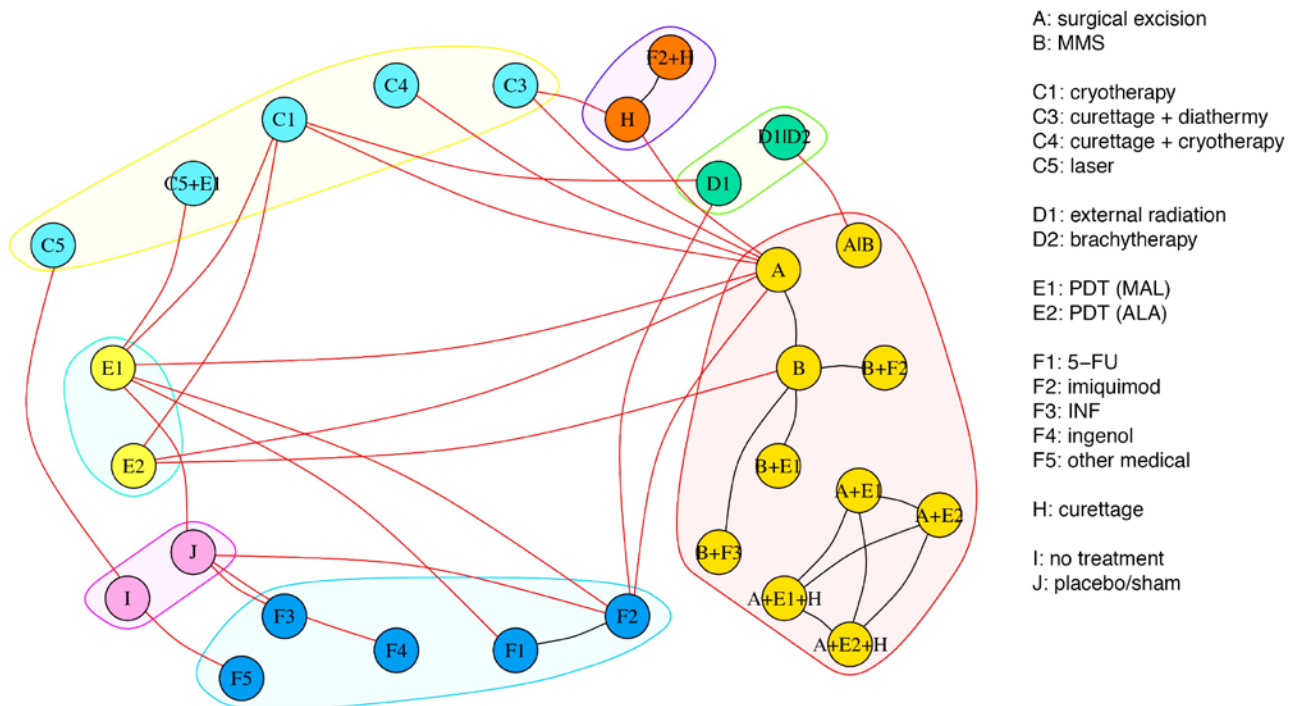 F2+H
C4
C3
C1
H
D1|D2
C5+E1
D1
C5
A|B
A
E1
B
B+F2
E2
B+E1
A+E1
A+E2
J
B+F3
I
A+E1+H
F3
F2
F4
F1
A+E2+H
F5
A: surgical excision
B: MMS
C1: cryotherapy
C3: curettage + diathermy
C4: curettage + cryotherapy
C5: laser
D1: external radiation
D2: brachytherapy
E1: PDT (MAL)
E2: PDT (ALA)
F1: 5−FU
F2: imiquimod
F3: INF
F4: ingenol
F5: other medical
H: curettage
I: no treatment
J: placebo/sham